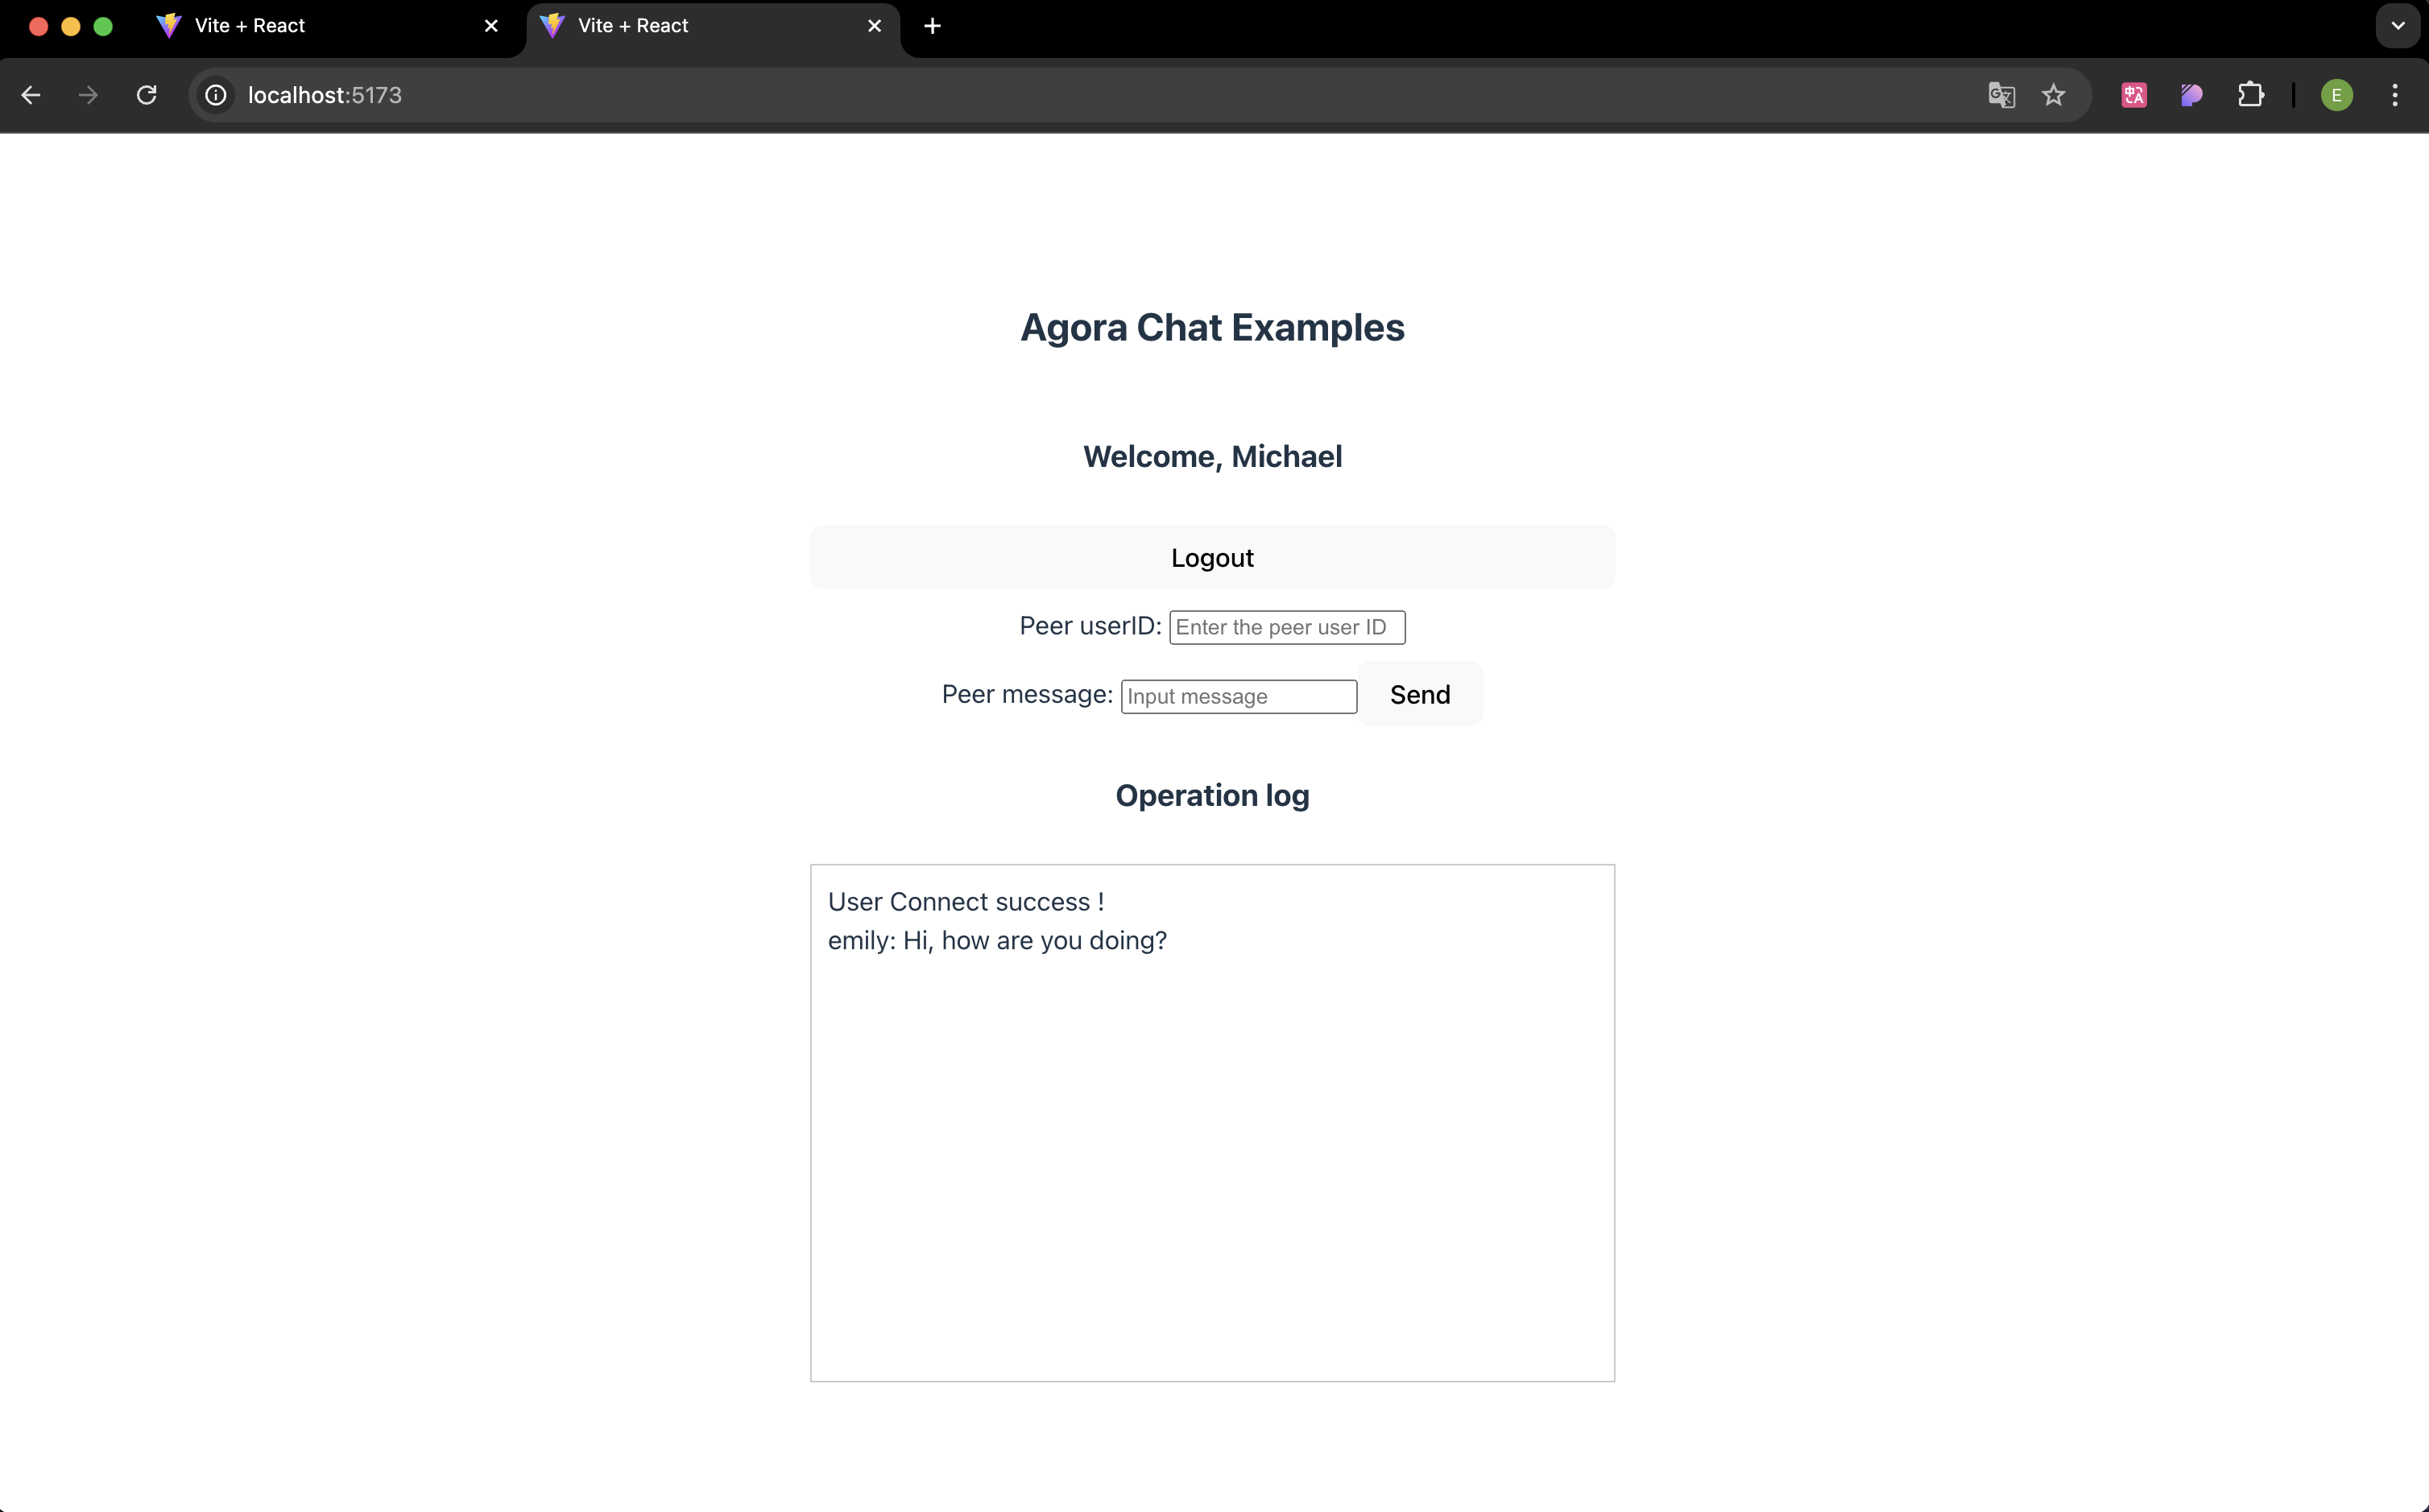 Vite + React
Vite + React
localhost:5173
E
Agora Chat Examples
Welcome, Michael
Logout
Peer userID: Enter the peer user ID
Peer message: Input message Send
Operation log
User Connect success !
emily: Hi, how are you doing?